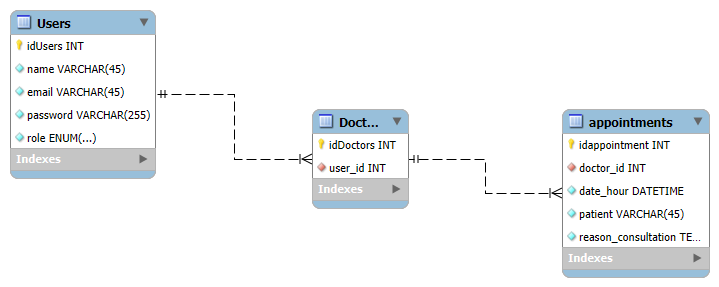 Users
idUsers INT
name VARCHAR(45)
email VARCHAR(45)
password VARCHAR(255)
role ENUM(...)
Indexes
Doct...
idDoctors INT
user_id INT
Indexes
appointments
idappointment INT
doctor_id INT
date_hour DATETIME
patient VARCHAR(45)
reason_consultation TE...
Indexes